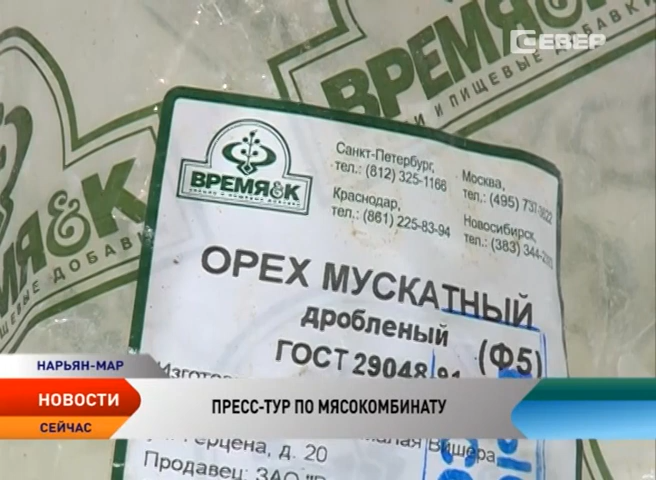 СЕВЕР
ВРЕМЯ&К
И ПИЩЕВЫЕ ДОБАВКИ
ВРЕМЯ&К
Санкт-Петербург,
тел.: (812) 325-1166
Краснодар,
тел.: (861) 225-83-94
Москва,
тел.: (495)
Новосибирск,
тел.: (383)
ВРЕМЯ&К
ПИЩЕВЫЕ ДОБАВКИ
ОРЕХ МУСКАТНЫЙ
дробленый
(Ф5)
ГОСТ 29048
НАРЬЯН-МАР
НОВОСТИ
СЕЙЧАС
ПРЕСС-ТУР ПО МЯСОКОМБИНАТУ
Вишера,
д. 20
Продавец: ЗАО